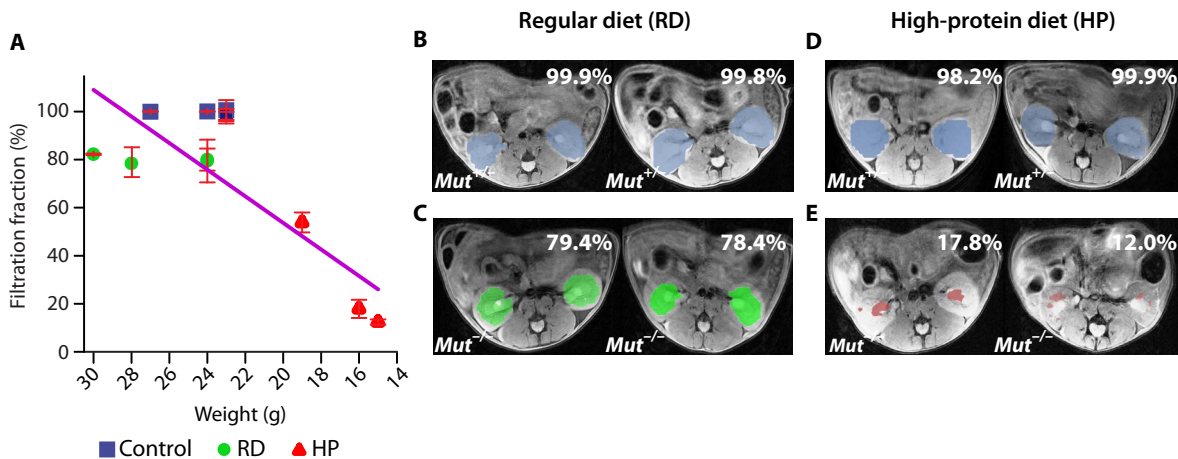 Regular diet (RD)
High-protein diet (HP)
A
Filtration fraction (%)
100
80
60
40
20
0
30
28
26
24
22
20
18
16
14
Weight (g)
Control
RD
HP
B
99.9%
99.8%
Mut+/−
Mut+/−
C
79.4%
78.4%
Mut−/−
Mut−/−
D
98.2%
99.9%
Mut+/−
Mut+/−
E
17.8%
12.0%
Mut−/−
Mut−/−